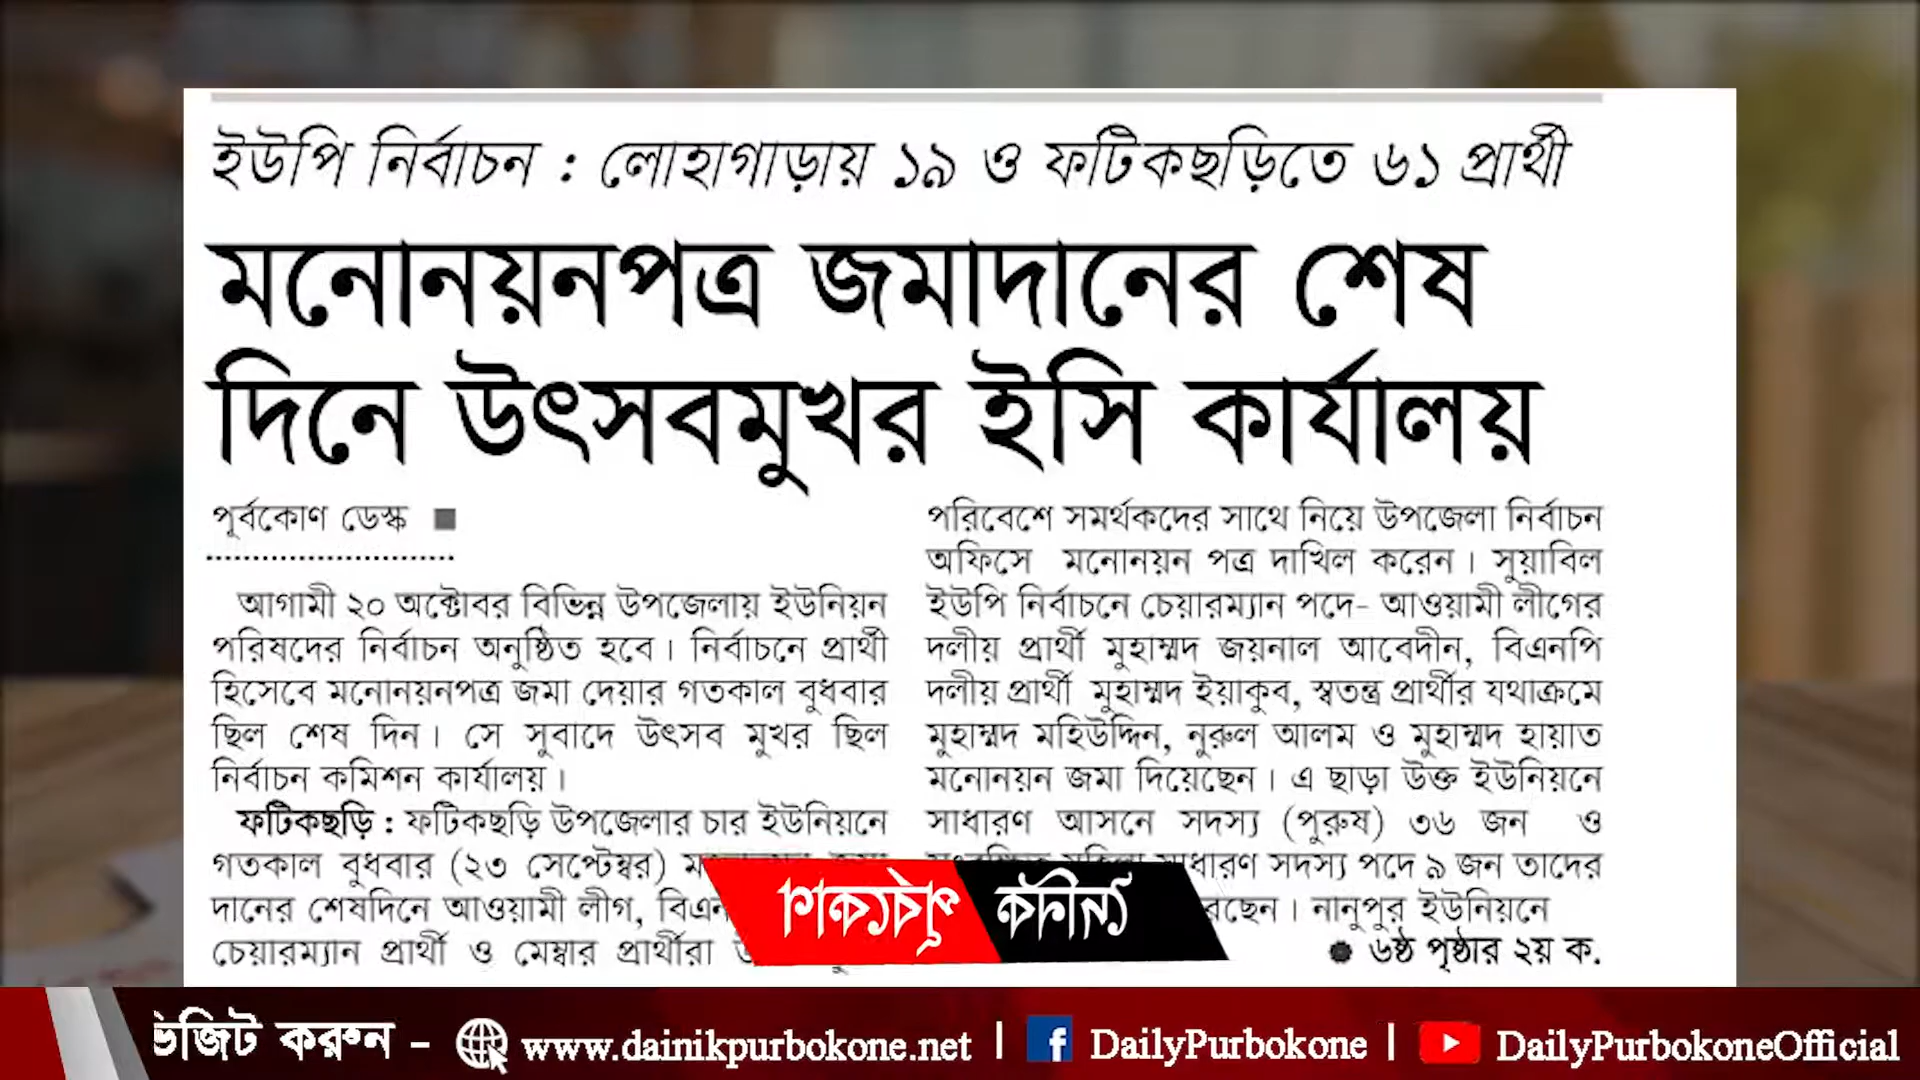 ইউপি নির্বাচন : লোহাগাড়ায় ১৯ ও ফটিকছড়িতে ৬১ প্রার্থী
মনোনয়নপত্র জমাদানের শেষ
দিনে উৎসবমুখর ইসি কার্যালয়
পূর্বকোণ ডেস্ক
আগামী ২০ অক্টোবর বিভিন্ন উপজেলায় ইউনিয়ন
পরিষদের নির্বাচন অনুষ্ঠিত হবে। নির্বাচনে প্রার্থী
হিসেবে মনোনয়নপত্র জমা দেয়ার গতকাল বুধবার
ছিল শেষ দিন। সে সুবাদে উৎসব মুখর ছিল
নির্বাচন কমিশন কার্যালয়।
ফটিকছড়ি : ফটিকছড়ি উপজেলার চার ইউনিয়নে
গতকাল বুধবার (২৩ সেপ্টেম্বর)
দানের শেষদিনে আওয়ামী লীগ,
চেয়ারম্যান প্রার্থী ও মেম্বার প্রার্থীরা
পরিবেশে সমর্থকদের সাথে নিয়ে উপজেলা নির্বাচন
অফিসে মনোনয়ন পত্র দাখিল করেন। সুয়াবিল
ইউপি নির্বাচনে চেয়ারম্যান পদে- আওয়ামী লীগের
দলীয় প্রার্থী মুহাম্মদ জয়নাল আবেদীন, বিএনপি
দলীয় প্রার্থী মুহাম্মদ ইয়াকুব, স্বতন্ত্র প্রার্থীর যথাক্রমে
মুহাম্মদ মহিউদ্দিন, নুরুল আলম ও মুহাম্মদ হায়াত
মনোনয়ন জমা দিয়েছেন। এ ছাড়া উক্ত ইউনিয়নে
সাধারণ আসনে সদস্য (পুরুষ) ৩৬ জন ও
সদস্য পদে ৯ জন তাদের
নানুপুর ইউনিয়নে
● ৬ষ্ঠ পৃষ্ঠার ২য় ক.
করুন - www.dainikpurbokone.net | DailyPurbokone | DailyPurbokoneOfficial